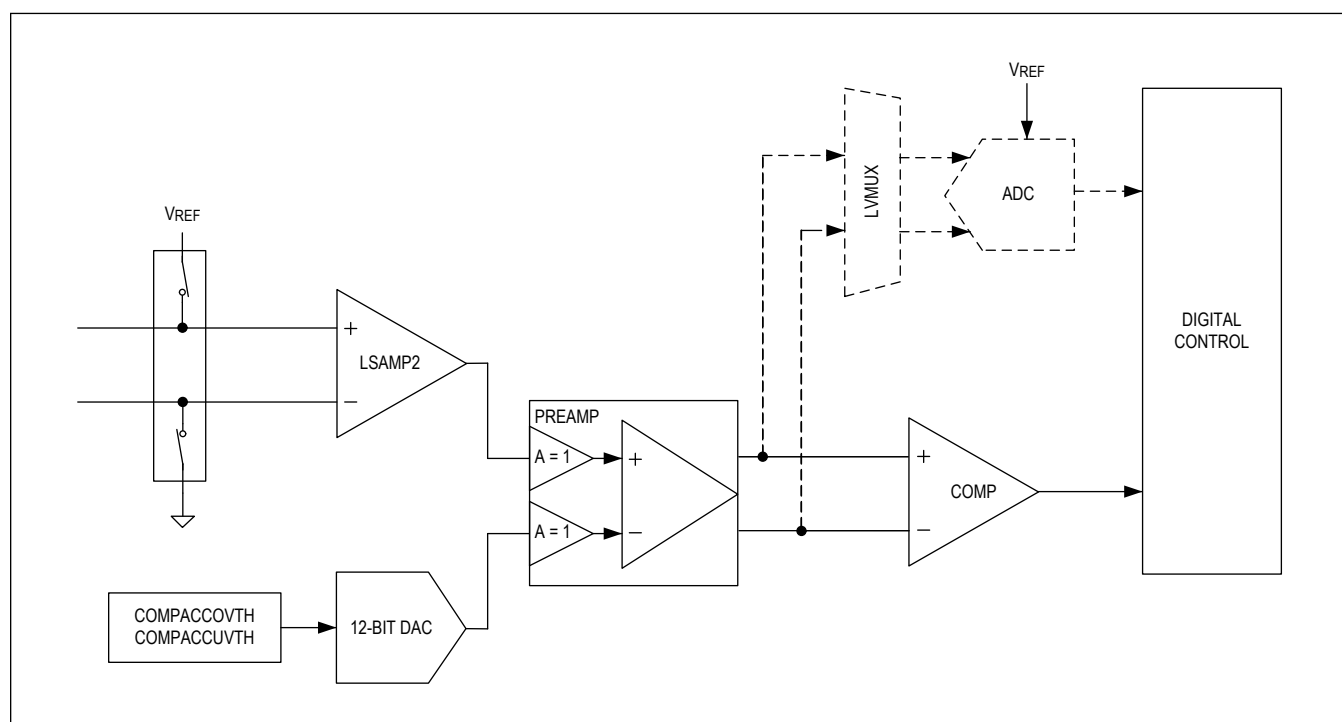 VREF
LVMUX
ADC
VREF
+
LSAMP2
−
DIGITAL
CONTROL
PREAMP
A = 1
+
A = 1
−
+
COMP
−
COMPACCOVTH
COMPACCUVTH
12-BIT DAC